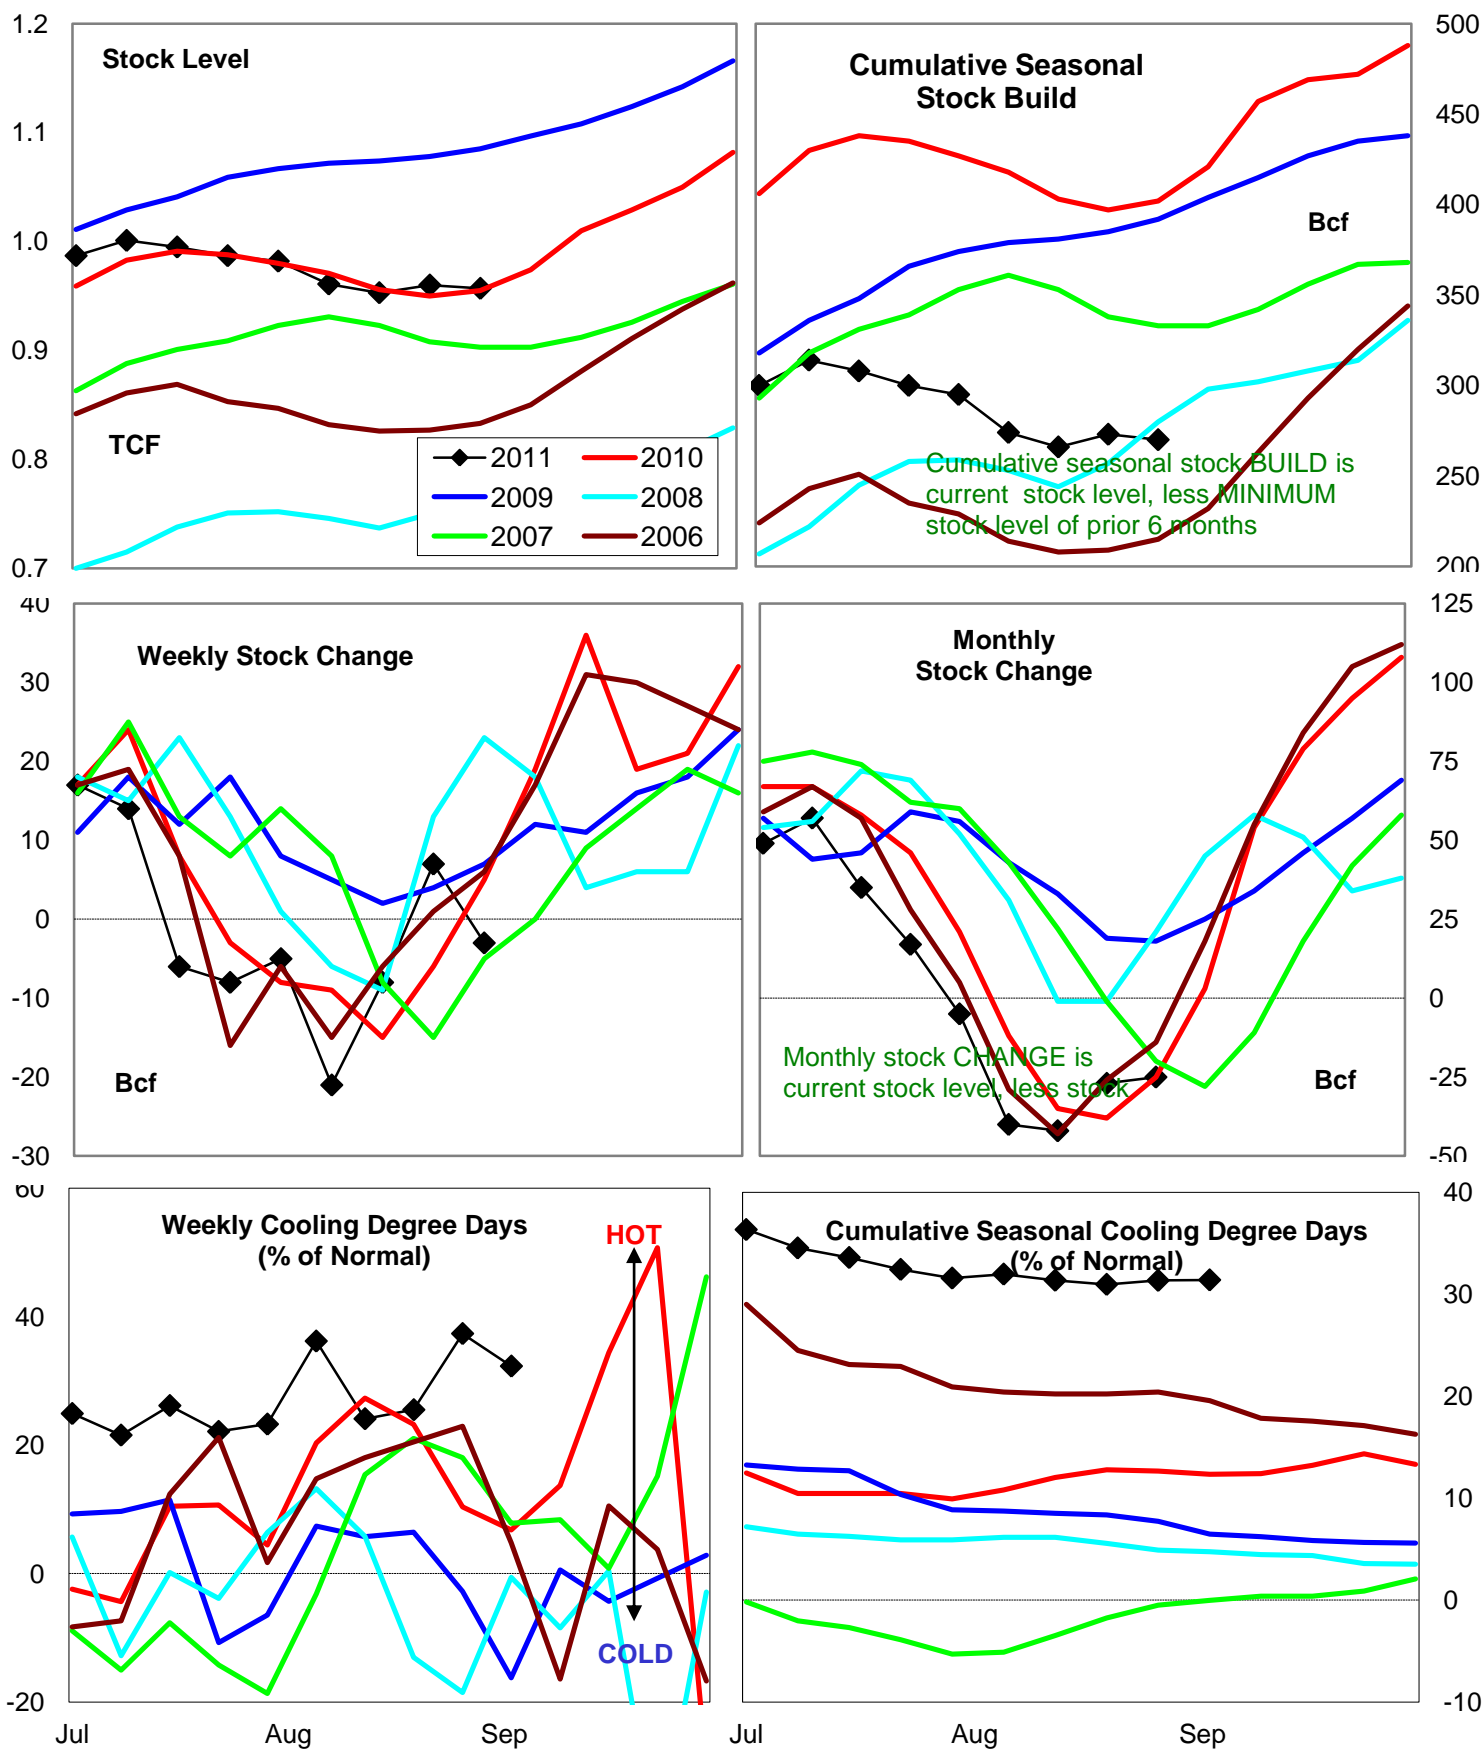 1.2
1.1
1.0
0.9
0.8
0.7
Stock Level
TCF
2011
2010
2009
2008
2007
2006
500
450
400
350
300
250
200
Cumulative Seasonal
Stock Build
Bcf
Cumulative seasonal stock BUILD is
current stock level, less MINIMUM
stock level of prior 6 months
40
30
20
10
0
-10
-20
-30
Weekly Stock Change
Bcf
125
100
75
50
25
0
-25
-50
Monthly
Stock Change
Monthly stock CHANGE is
current stock level, less stock
Bcf
60
40
20
0
-20
Weekly Cooling Degree Days
(% of Normal)
HOT
COLD
Jul
Aug
Sep
40
30
20
10
0
-10
Cumulative Seasonal Cooling Degree Days
(% of Normal)
Jul
Aug
Sep